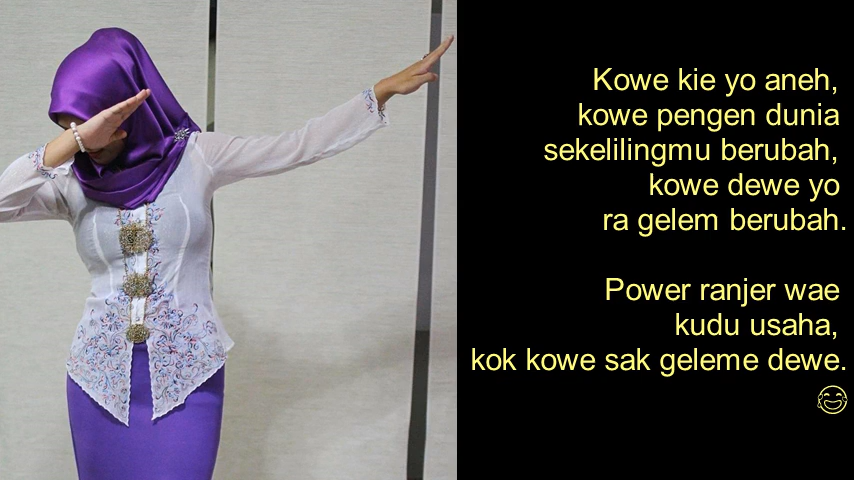 Kowe kie yo aneh,
kowe pengen dunia
sekelilingmu berubah,
kowe dewe yo
ra gelem berubah.
Power ranjer wae
kudu usaha,
kok kowe sak geleme dewe.
😂